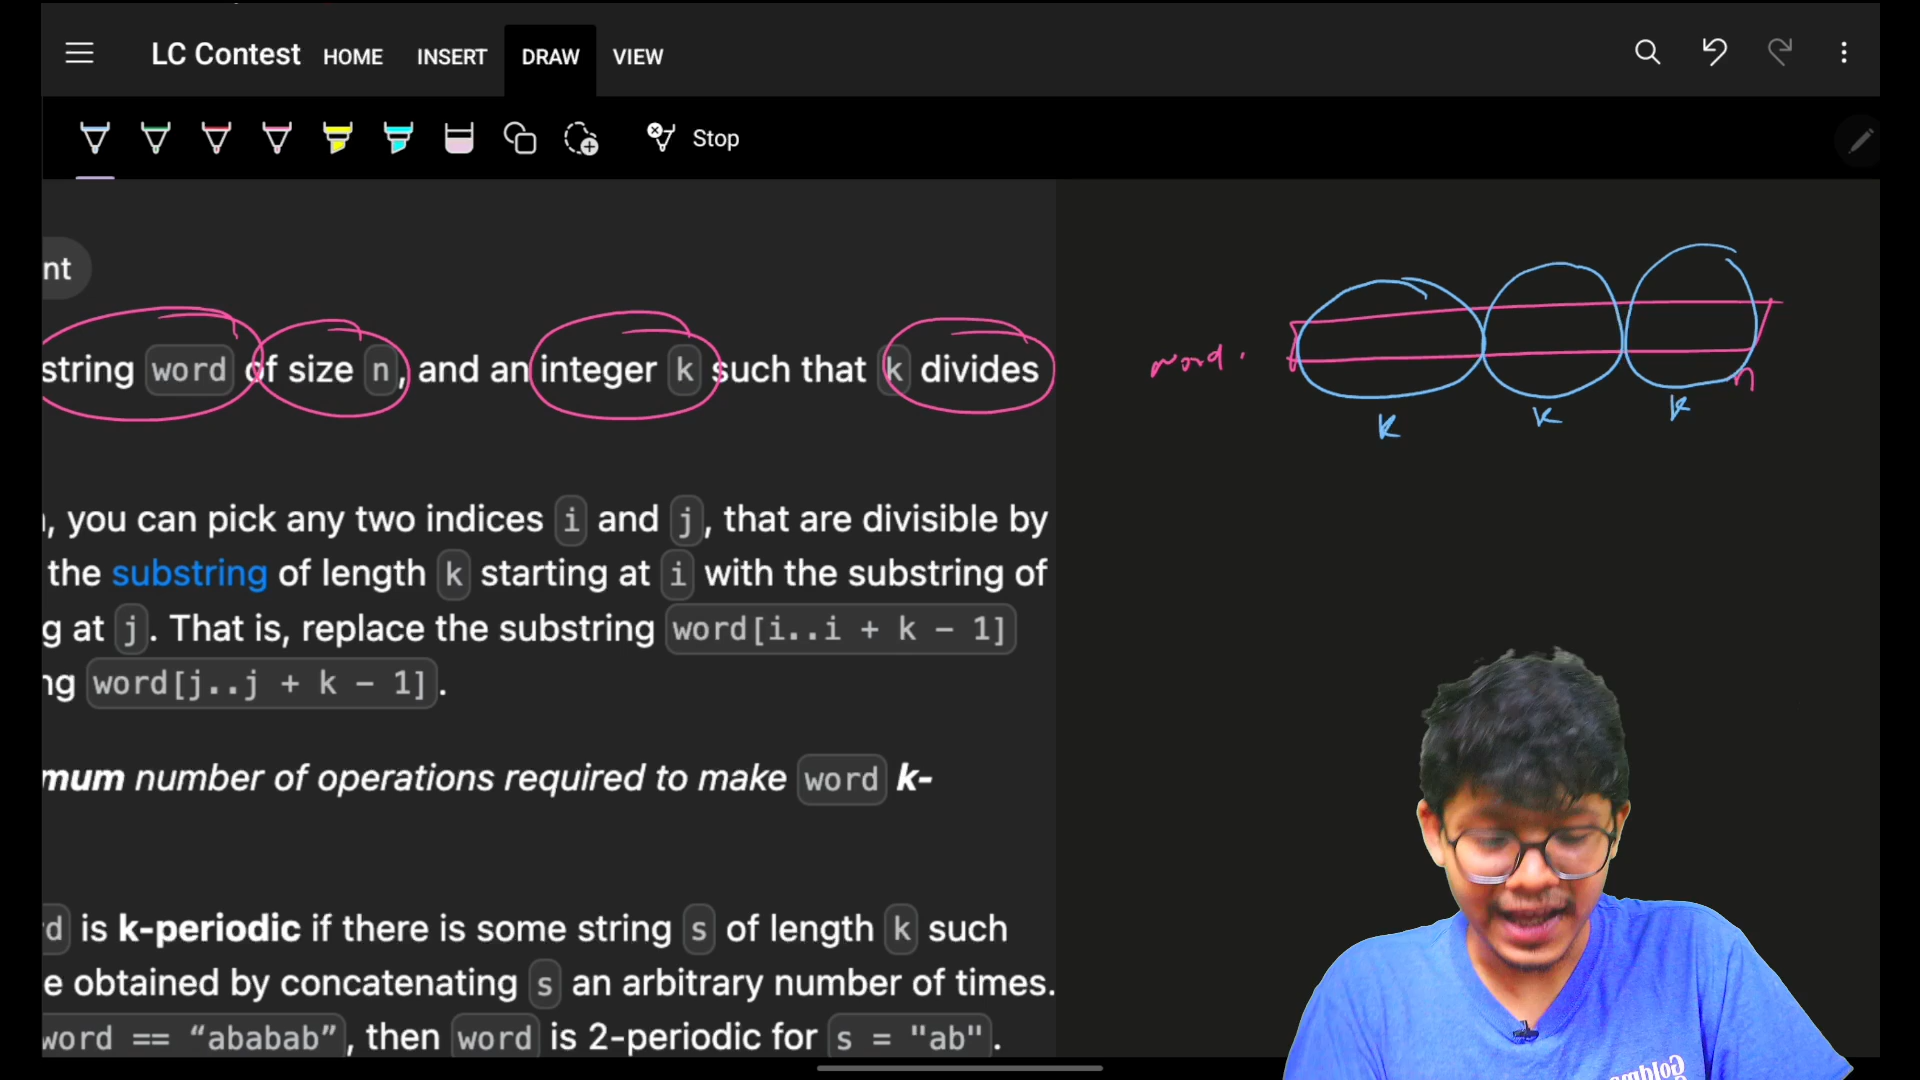 LC Contest HOME INSERT DRAW VIEW
Stop
nt
string word of size n, and an integer k such that k divides
word.
n
k k k
, you can pick any two indices i and j, that are divisible by
the substring of length k starting at i with the substring of
g at j. That is, replace the substring word[i..i + k − 1]
ng word[j..j + k − 1].
mum number of operations required to make word k-
d is k-periodic if there is some string s of length k such
e obtained by concatenating s an arbitrary number of times.
word == “ababab”, then word is 2-periodic for s = "ab".